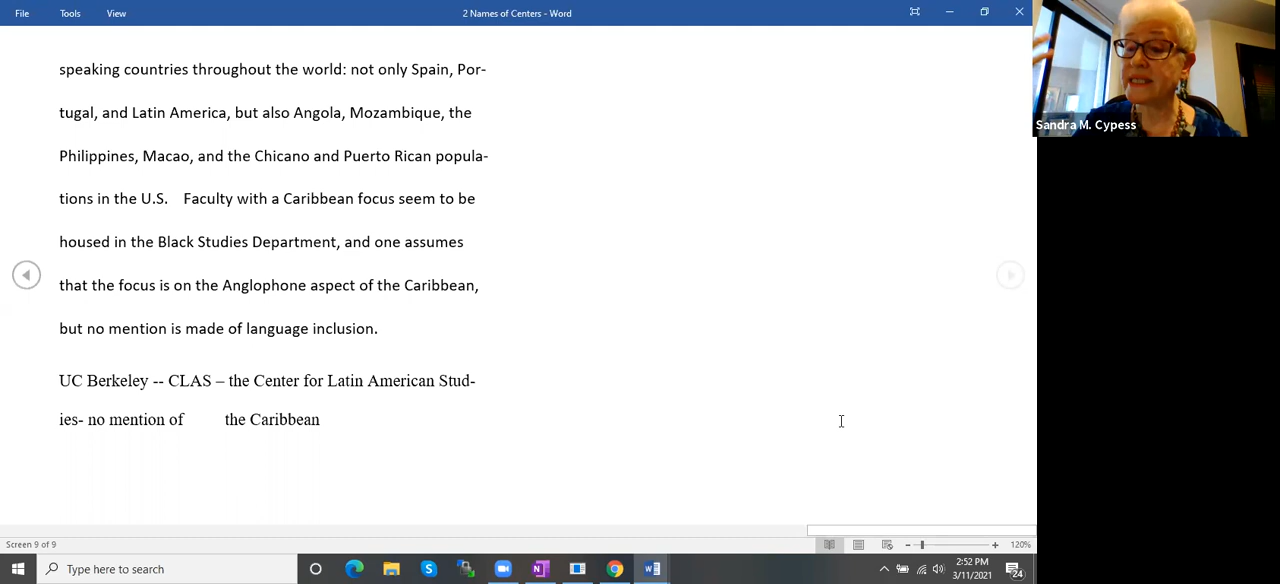 File Tools View 2 Names of Centers - Word
speaking countries throughout the world: not only Spain, Por-
tugal, and Latin America, but also Angola, Mozambique, the
Philippines, Macao, and the Chicano and Puerto Rican popula-
tions in the U.S. Faculty with a Caribbean focus seem to be
housed in the Black Studies Department, and one assumes
that the focus is on the Anglophone aspect of the Caribbean,
but no mention is made of language inclusion.
UC Berkeley -- CLAS – the Center for Latin American Stud-
ies- no mention of the Caribbean
Sandra M. Cypess
Screen 9 of 9 120%
Type here to search
2:52 PM
3/11/2021
24